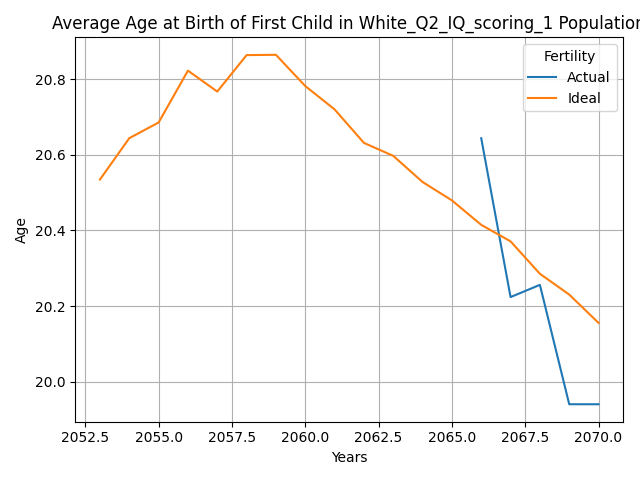 Average Age at Birth of First Child in White_Q2_IQ_scoring_1 Population
Fertility
Actual
Ideal
20.8
20.6
20.4
20.2
20.0
Age
2052.5 2055.0 2057.5 2060.0 2062.5 2065.0 2067.5 2070.0
Years